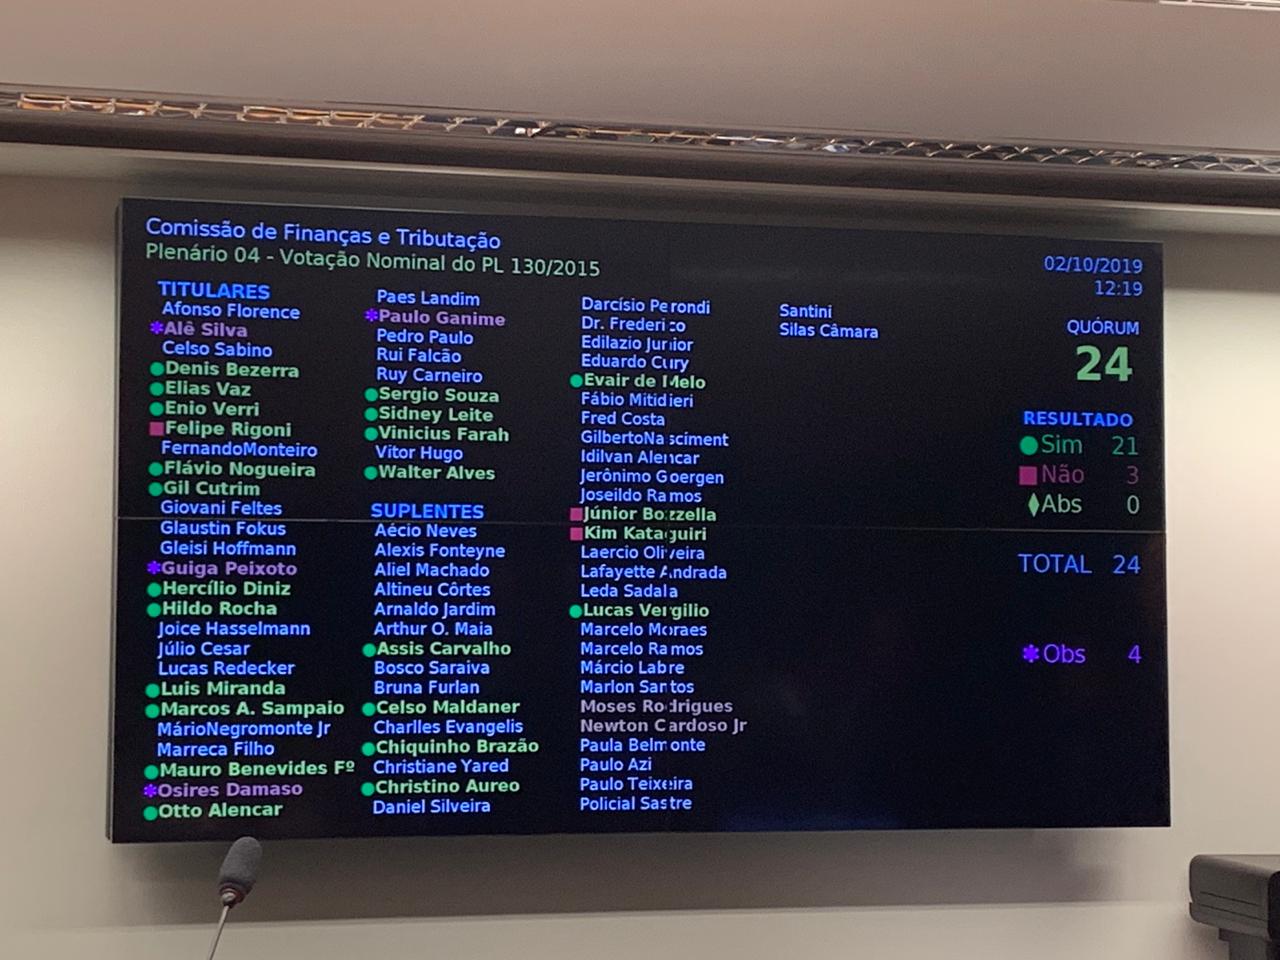 Comissão de Finanças e Tributação
Plenário 04 - Votação Nominal do PL 130/2015
02/10/2019
12:19
TITULARES
Afonso Florence
✱Alê Silva
Celso Sabino
●Denis Bezerra
●Elias Vaz
●Enio Verri
■Felipe Rigoni
FernandoMonteiro
●Flávio Nogueira
●Gil Cutrim
Giovani Feltes
Glaustin Fokus
Gleisi Hoffmann
✱Guiga Peixoto
●Hercílio Diniz
●Hildo Rocha
Joice Hasselmann
Júlio Cesar
Lucas Redecker
●Luis Miranda
●Marcos A. Sampaio
MárioNegromonte Jr
Marreca Filho
●Mauro Benevides Fº
✱Osires Damaso
●Otto Alencar
Paes Landim
✱Paulo Ganime
Pedro Paulo
Rui Falcão
Ruy Carneiro
●Sergio Souza
●Sidney Leite
●Vinicius Farah
Vitor Hugo
●Walter Alves
SUPLENTES
Aécio Neves
Alexis Fonteyne
Aliel Machado
Altineu Côrtes
Arnaldo Jardim
Arthur O. Maia
●Assis Carvalho
Bosco Saraiva
Bruna Furlan
●Celso Maldaner
Charlles Evangelis
●Chiquinho Brazão
Christiane Yared
●Christino Aureo
Daniel Silveira
Darcísio Perondi
Dr. Frederico
Edilazio Junior
Eduardo Cury
●Evair de Melo
Fábio Mitidieri
Fred Costa
GilbertoNasciment
Idilvan Alencar
Jerônimo Goergen
Joseildo Ramos
■Júnior Bozzella
■Kim Kataguiri
Laercio Oliveira
Lafayette Andrada
Leda Sadala
●Lucas Vergilio
Marcelo Moraes
Marcelo Ramos
Márcio Labre
Marlon Santos
Moses Rodrigues
Newton Cardoso Jr
Paula Belmonte
Paulo Azi
Paulo Teixeira
Policial Sastre
Santini
Silas Câmara
QUÓRUM
24
RESULTADO
●Sim 21
■Não 3
♦Abs 0
TOTAL 24
✱Obs 4